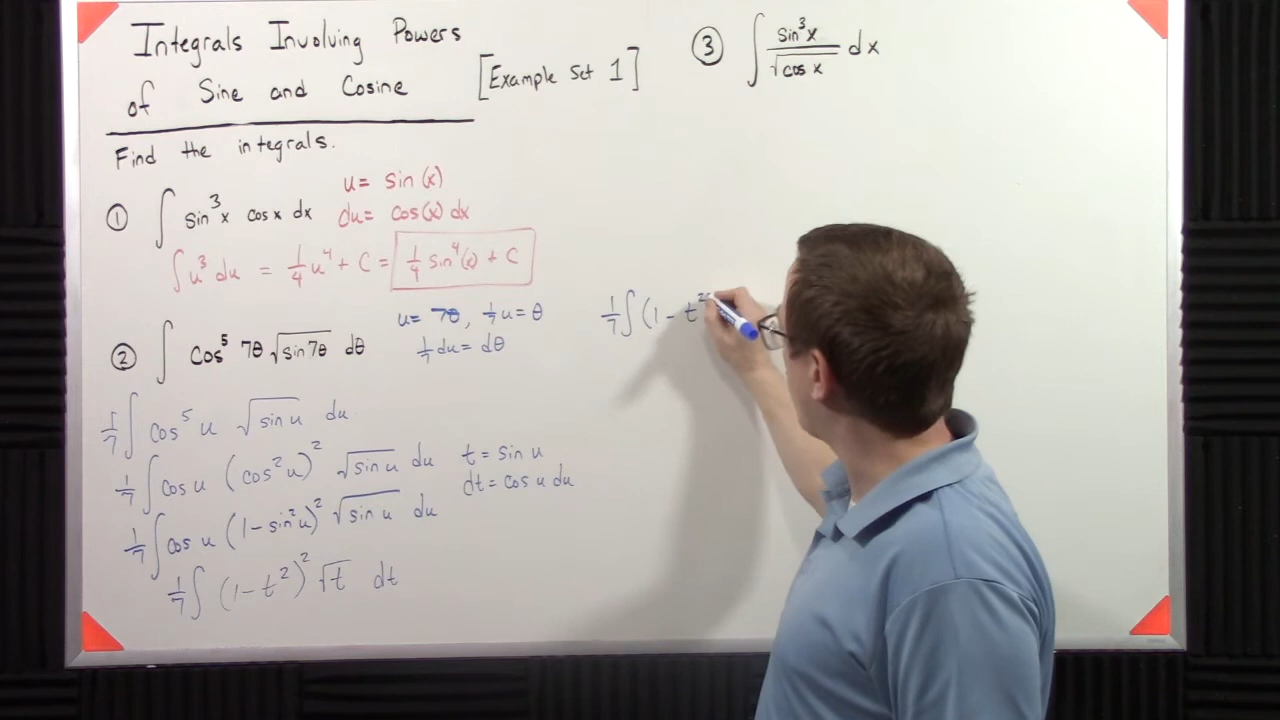 Integrals Involving Powers
of Sine and Cosine
[Example Set 1]
Find the integrals.
① ∫ sin³x cosx dx
u = sin(x)
du = cos(x) dx
∫ u³ du = 1/4 u⁴ + C = 1/4 sin⁴(x) + C
② ∫ cos⁵ 7θ √(sin7θ) dθ
u = 7θ, 1/7 u = θ
1/7 du = dθ
1/7 ∫ cos⁵ u √(sin u) du
1/7 ∫ cos u (cos² u)² √(sin u) du
t = sin u
dt = cos u du
1/7 ∫ cos u (1 - sin² u)² √(sin u) du
1/7 ∫ (1 - t²)² √t dt
1/7 ∫ (1 - t²
③ ∫ sin³x / √(cos x) dx